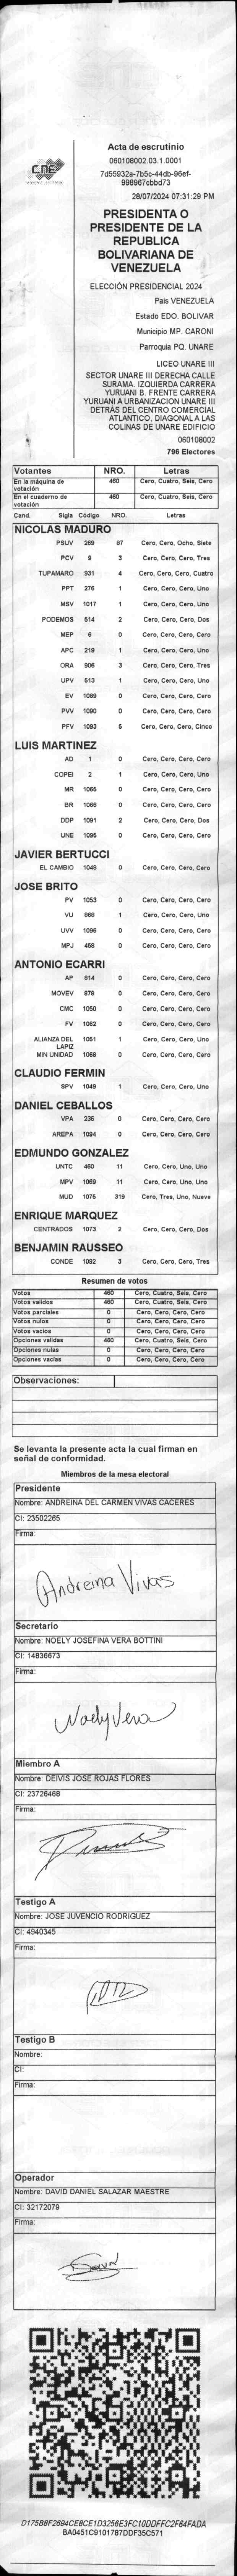 CNE
Acta de escrutinio
060108002.03.1.0001
7d55932a-7b5c-44db-96ef-
998967cbbd73
28/07/2024 07:31:29 PM
PRESIDENTA O
PRESIDENTE DE LA
REPUBLICA
BOLIVARIANA DE
VENEZUELA
ELECCIÓN PRESIDENCIAL 2024
País VENEZUELA
Estado EDO. BOLIVAR
Municipio MP. CARONI
Parroquia PQ. UNARE
LICEO UNARE III
SECTOR UNARE III DERECHA CALLE
SURAMA. IZQUIERDA CARRERA
YURUANI B. FRENTE CARRERA
YURUANI A URBANIZACION UNARE III
DETRÁS DEL CENTRO COMERCIAL
ATLANTICO. DIAGONAL A LAS
COLINAS DE UNARE EDIFICIO
060108002
796 Electores
Votantes NRO. Letras
En la máquina de votación 460 Cero, Cuatro, Seis, Cero
En el cuaderno de votación 460 Cero, Cuatro, Seis, Cero
Cand. Sigla Código NRO. Letras
NICOLAS MADURO
PSUV 269 87 Cero, Cero, Ocho, Siete
PCV 9 3 Cero, Cero, Cero, Tres
TUPAMARO 931 4 Cero, Cero, Cero, Cuatro
PPT 276 1 Cero, Cero, Cero, Uno
MSV 1017 1 Cero, Cero, Cero, Uno
PODEMOS 514 2 Cero, Cero, Cero, Dos
MEP 6 0 Cero, Cero, Cero, Cero
APC 219 1 Cero, Cero, Cero, Uno
ORA 906 3 Cero, Cero, Cero, Tres
UPV 513 1 Cero, Cero, Cero, Uno
EV 1089 0 Cero, Cero, Cero, Cero
PVV 1090 0 Cero, Cero, Cero, Cero
PFV 1093 5 Cero, Cero, Cero, Cinco
LUIS MARTINEZ
AD 1 0 Cero, Cero, Cero, Cero
COPEI 2 1 Cero, Cero, Cero, Uno
MR 1065 0 Cero, Cero, Cero, Cero
BR 1066 0 Cero, Cero, Cero, Cero
DDP 1091 2 Cero, Cero, Cero, Dos
UNE 1095 0 Cero, Cero, Cero, Cero
JAVIER BERTUCCI
EL CAMBIO 1048 0 Cero, Cero, Cero, Cero
JOSE BRITO
PV 1053 0 Cero, Cero, Cero, Cero
VU 868 1 Cero, Cero, Cero, Uno
UVV 1096 0 Cero, Cero, Cero, Cero
MPJ 458 0 Cero, Cero, Cero, Cero
ANTONIO ECARRI
AP 814 0 Cero, Cero, Cero, Cero
MOVEV 878 0 Cero, Cero, Cero, Cero
CMC 1050 0 Cero, Cero, Cero, Cero
FV 1062 0 Cero, Cero, Cero, Cero
ALIANZA DEL LAPIZ 1051 1 Cero, Cero, Cero, Uno
MIN UNIDAD 1068 0 Cero, Cero, Cero, Cero
CLAUDIO FERMIN
SPV 1049 1 Cero, Cero, Cero, Uno
DANIEL CEBALLOS
VPA 236 0 Cero, Cero, Cero, Cero
AREPA 1094 0 Cero, Cero, Cero, Cero
EDMUNDO GONZALEZ
UNTC 460 11 Cero, Cero, Uno, Uno
MPV 1069 11 Cero, Cero, Uno, Uno
MUD 1075 319 Cero, Tres, Uno, Nueve
ENRIQUE MARQUEZ
CENTRADOS 1073 2 Cero, Cero, Cero, Dos
BENJAMIN RAUSSEO
CONDE 1092 3 Cero, Cero, Cero, Tres
Resumen de votos
Votos 460 Cero, Cuatro, Seis, Cero
Votos validos 460 Cero, Cuatro, Seis, Cero
Votos parciales 0 Cero, Cero, Cero, Cero
Votos nulos 0 Cero, Cero, Cero, Cero
Votos vacios 0 Cero, Cero, Cero, Cero
Opciones validas 460 Cero, Cuatro, Seis, Cero
Opciones nulas 0 Cero, Cero, Cero, Cero
Opciones vacias 0 Cero, Cero, Cero, Cero
Observaciones:
Se levanta la presente acta la cual firman en
señal de conformidad.
Miembros de la mesa electoral
Presidente
Nombre: ANDREINA DEL CARMEN VIVAS CACERES
CI: 23502265
Firma:
Andreina Vivas
Secretario
Nombre: NOELY JOSEFINA VERA BOTTINI
CI: 14836673
Firma:
Noely Vera
Miembro A
Nombre: DEIVIS JOSE ROJAS FLORES
CI: 23726468
Firma:
Testigo A
Nombre: JOSE JUVENCIO RODRIGUEZ
CI: 4940345
Firma:
Testigo B
Nombre:
CI:
Firma:
Operador
Nombre: DAVID DANIEL SALAZAR MAESTRE
CI: 32172079
Firma:
D175B8F2694CE8CE1D3256E3FC10DDFFC2F64FADA
BA0451C9101787DDF35C571